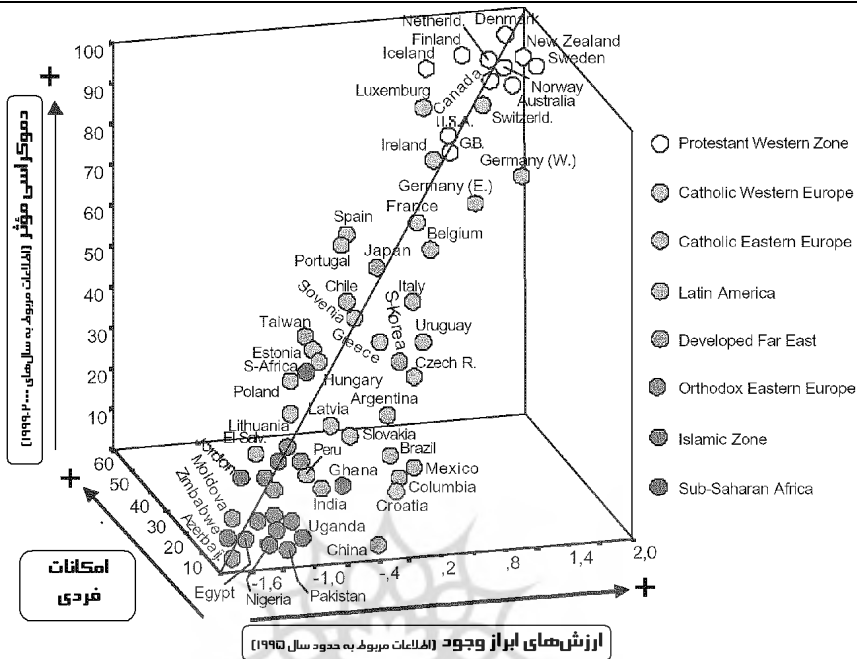 100
90
80
70
60
50
40
30
20
10
60
50
40
30
20
10
-1,6
-1,0
-,4
,2
,8
1,4
2,0
+
+
+
دموکراسی مؤثر (اطلاعات مربوط به سال‌های ۲۰۰۰-۱۹۹۹)
امکانات
فردی
ارزش‌های ابراز وجود (اطلاعات مربوط به حدود سال ۱۹۹۵)
Denmark
Netherld.
Finland
New Zealand
Iceland
Sweden
Canada
Norway
Luxemburg
Australia
U.S.A.
Switzerld.
Ireland
GB.
Germany (W.)
Germany (E.)
France
Spain
Belgium
Japan
Portugal
Chile
Italy
Slovenia
S-Korea
Taiwan
Greece
Uruguay
Estonia
S-Africa
Czech R.
Hungary
Poland
Argentina
Latvia
Lithuania
El Salv.
Slovakia
Jordon
Peru
Brazil
Moldova
Ghana
Mexico
Columbia
Zimbabwe
India
Croatia
Uganda
Azerbaij.
China
Egypt
Nigeria
Pakistan
Protestant Western Zone
Catholic Western Europe
Catholic Eastern Europe
Latin America
Developed Far East
Orthodox Eastern Europe
Islamic Zone
Sub-Saharan Africa